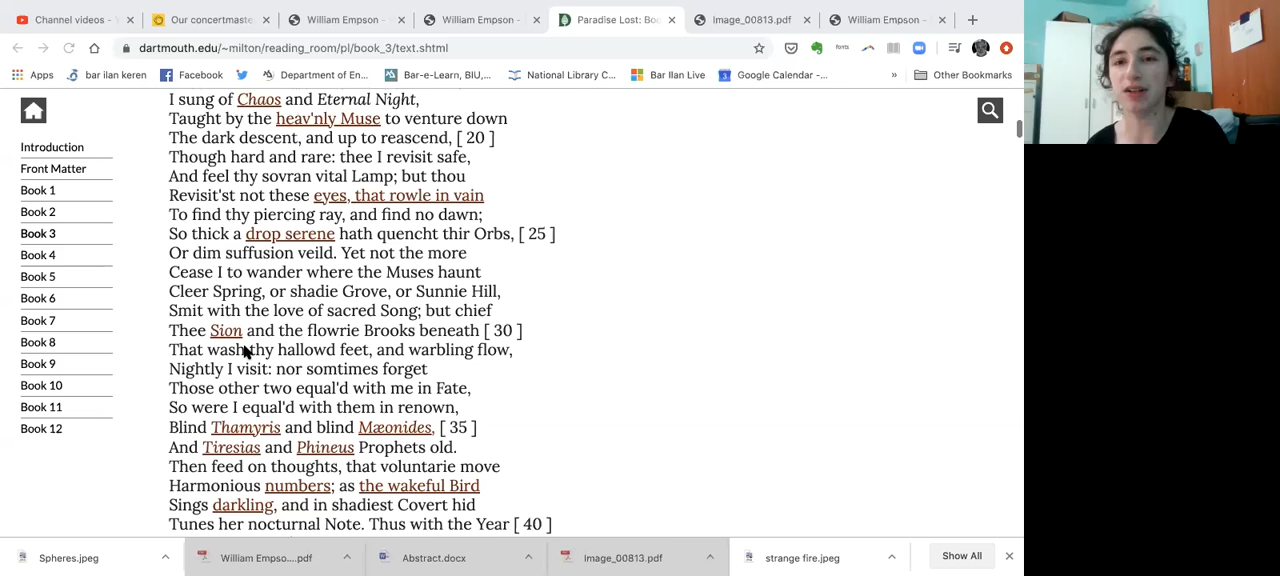 Channel videos -
Our concertmaste
William Empson -
William Empson -
Paradise Lost: Boo
Image_00813.pdf
William Empson -
dartmouth.edu/~milton/reading_room/pl/book_3/text.shtml
Apps
bar ilan keren
Facebook
Department of En...
Bar-e-Learn, BIU,...
National Library C...
Bar Ilan Live
Google Calendar -...
»
Other Bookmarks
Introduction
Front Matter
Book 1
Book 2
Book 3
Book 4
Book 5
Book 6
Book 7
Book 8
Book 9
Book 10
Book 11
Book 12
I sung of Chaos and Eternal Night,
Taught by the heav'nly Muse to venture down
The dark descent, and up to reascend, [ 20 ]
Though hard and rare: thee I revisit safe,
And feel thy sovran vital Lamp; but thou
Revisit'st not these eyes, that rowle in vain
To find thy piercing ray, and find no dawn;
So thick a drop serene hath quencht thir Orbs, [ 25 ]
Or dim suffusion veild. Yet not the more
Cease I to wander where the Muses haunt
Cleer Spring, or shadie Grove, or Sunnie Hill,
Smit with the love of sacred Song; but chief
Thee Sion and the flowrie Brooks beneath [ 30 ]
That wash thy hallowd feet, and warbling flow,
Nightly I visit: nor somtimes forget
Those other two equal'd with me in Fate,
So were I equal'd with them in renown,
Blind Thamyris and blind Mæonides, [ 35 ]
And Tiresias and Phineus Prophets old.
Then feed on thoughts, that voluntarie move
Harmonious numbers; as the wakeful Bird
Sings darkling, and in shadiest Covert hid
Tunes her nocturnal Note. Thus with the Year [ 40 ]
Spheres.jpeg
William Empso....pdf
Abstract.docx
Image_00813.pdf
strange fire.jpeg
Show All